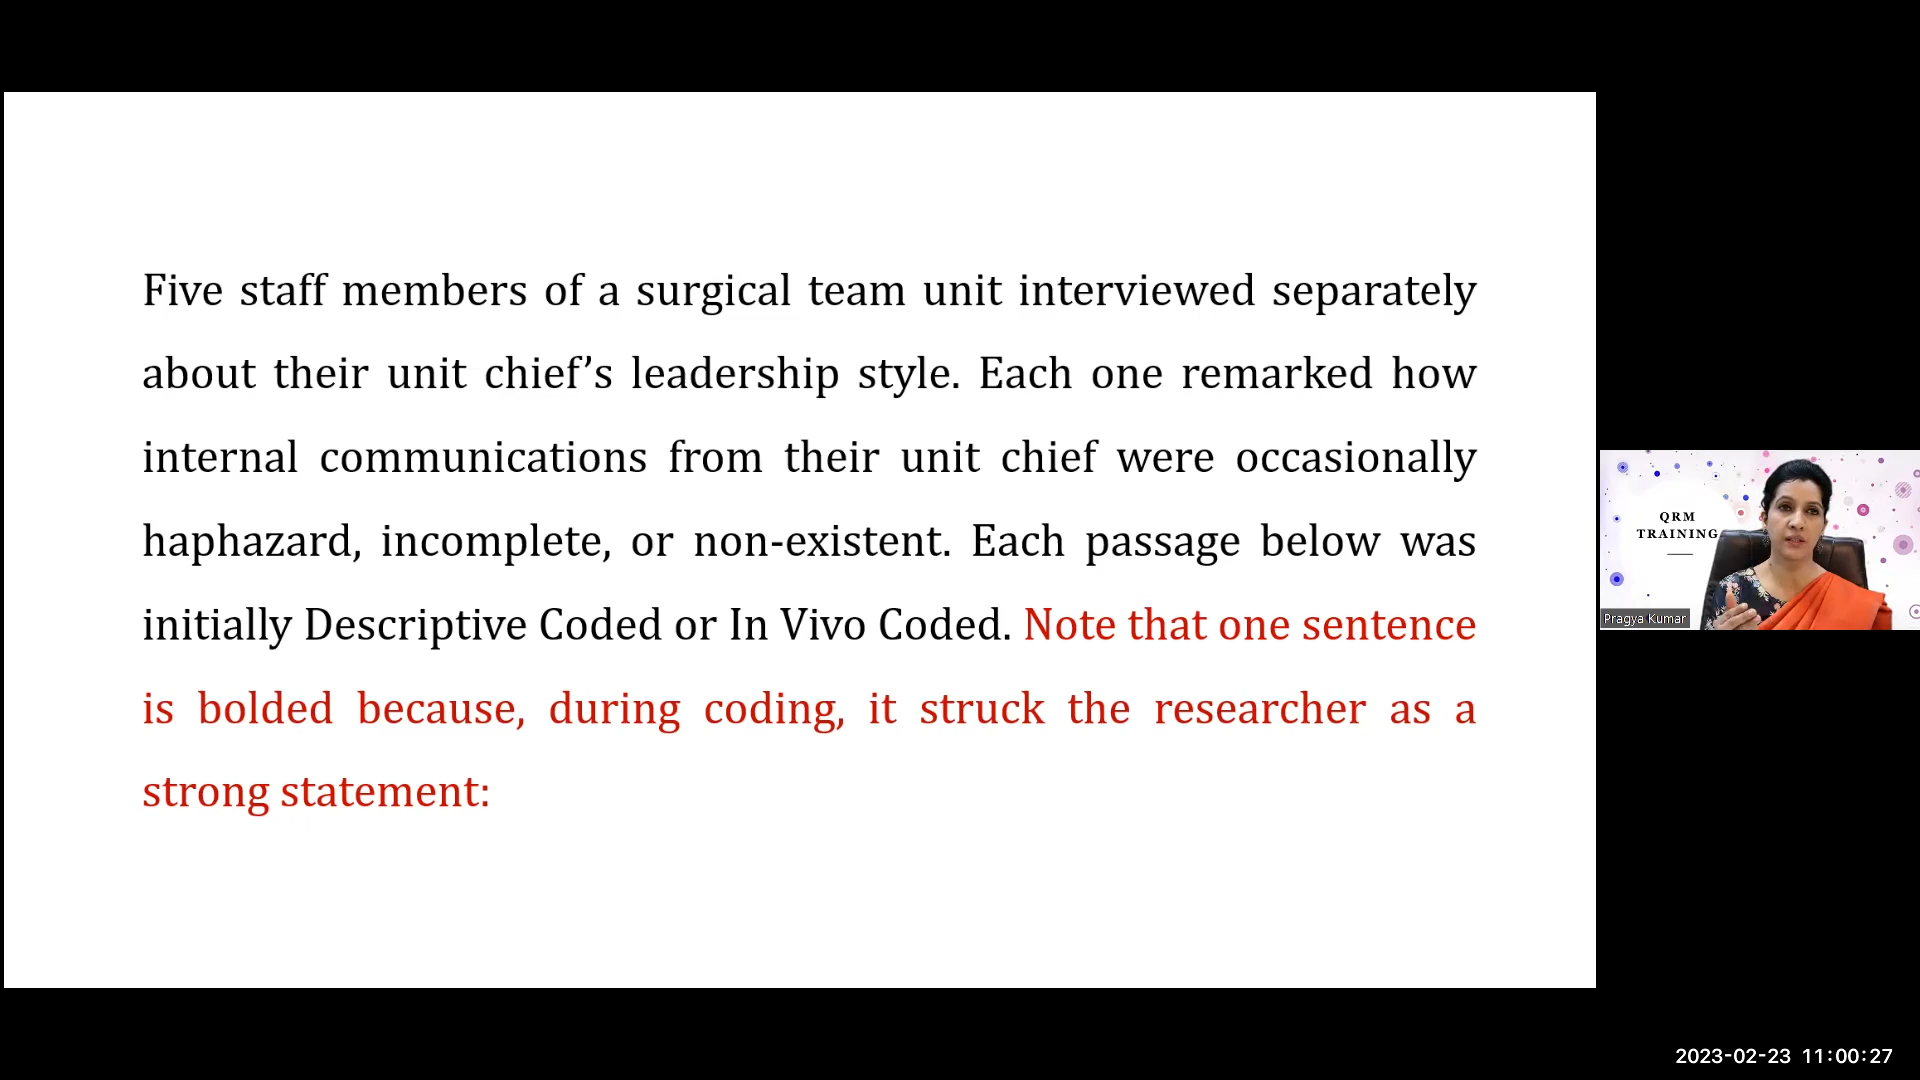 Five staff members of a surgical team unit interviewed separately
about their unit chief’s leadership style. Each one remarked how
internal communications from their unit chief were occasionally
haphazard, incomplete, or non-existent. Each passage below was
initially Descriptive Coded or In Vivo Coded. Note that one sentence
is bolded because, during coding, it struck the researcher as a
strong statement:
QRM
TRAINING
Pragya Kumar
2023-02-23 11:00:27